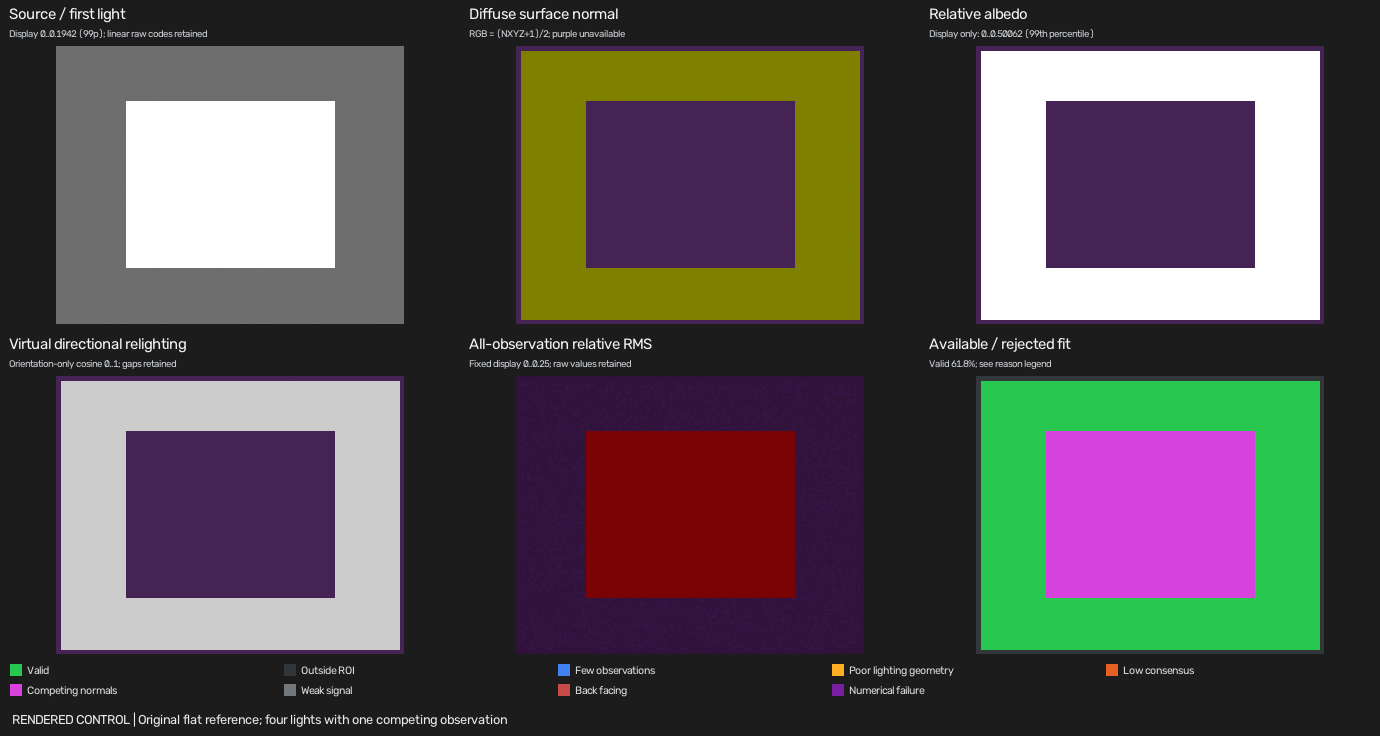 Source / first light
Display 0..0.1942 (99p); linear raw codes retained
Diffuse surface normal
RGB = (NXYZ+1)/2; purple unavailable
Relative albedo
Display only: 0..0.50062 (99th percentile)
Virtual directional relighting
Orientation-only cosine 0..1; gaps retained
All-observation relative RMS
Fixed display 0..0.25; raw values retained
Available / rejected fit
Valid 61.8%; see reason legend
Valid
Outside ROI
Few observations
Poor lighting geometry
Low consensus
Competing normals
Weak signal
Back facing
Numerical failure
RENDERED CONTROL | Original flat reference; four lights with one competing observation